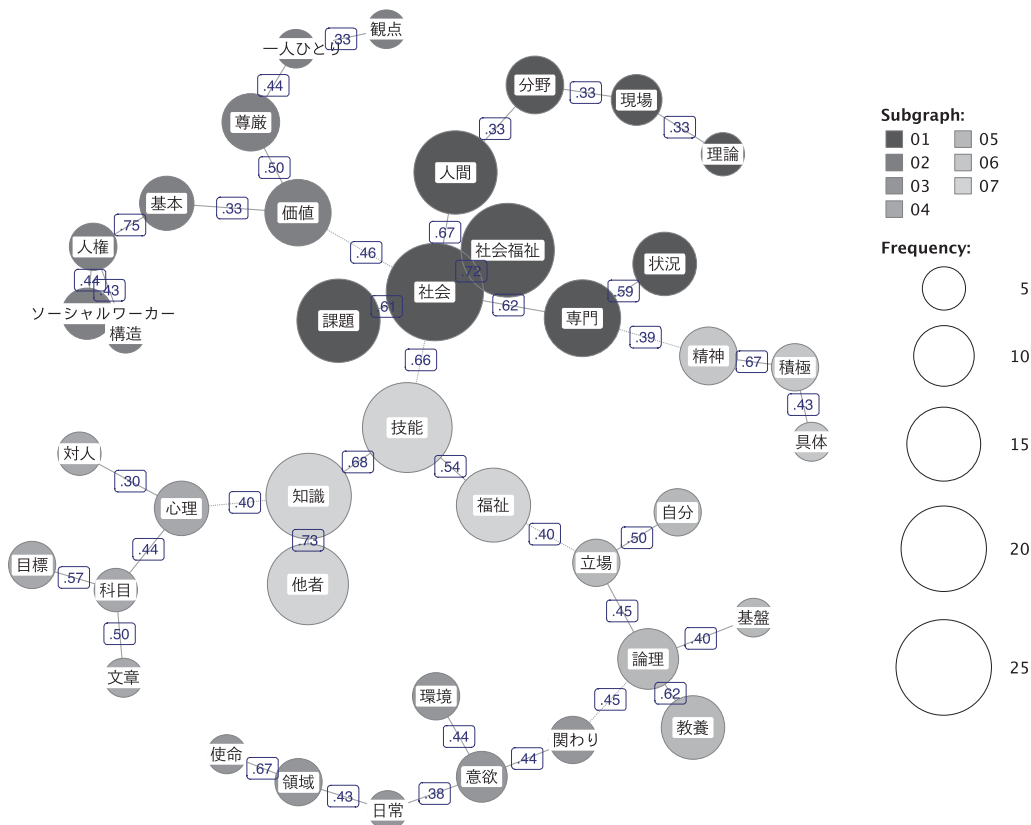 観点
.33
一人ひとり
.44
尊厳
.50
分野
.33
現場
.33
理論
.33
人間
基本
.33
価値
.75
人権
.44
.43
ソーシャルワーカー
構造
.46
.67
社会福祉
.72
社会
.61
課題
.62
専門
.59
状況
.39
精神
.67
積極
.43
具体
.66
技能
.68
.54
知識
.40
心理
.30
対人
.44
目標
.57
科目
.50
文章
.73
他者
福祉
.40
立場
.50
自分
.45
論理
.40
基盤
.62
教養
.45
関わり
.44
環境
.44
意欲
.38
日常
.43
領域
.67
使命
Subgraph:
01
02
03
04
05
06
07
Frequency:
5
10
15
20
25